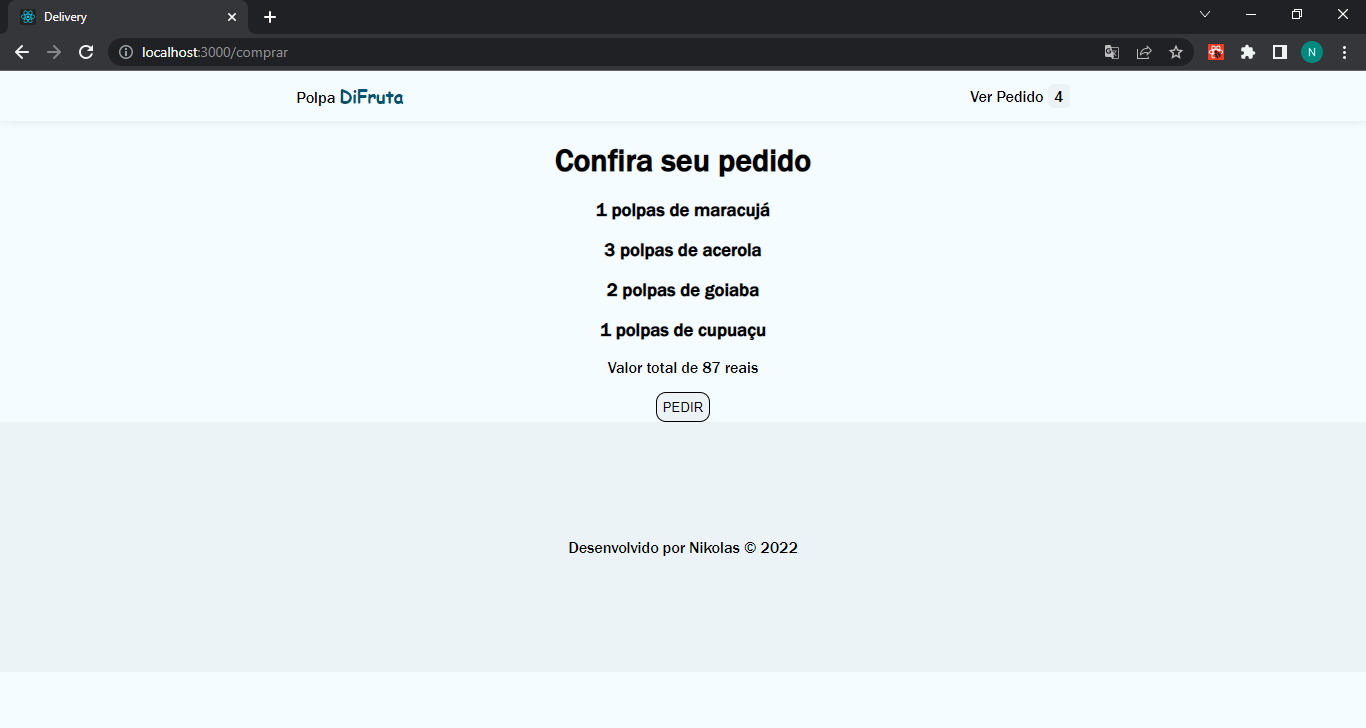 Delivery
localhost:3000/comprar
N
Polpa DiFruta
Ver Pedido 4
Confira seu pedido
1 polpas de maracujá
3 polpas de acerola
2 polpas de goiaba
1 polpas de cupuaçu
Valor total de 87 reais
PEDIR
Desenvolvido por Nikolas © 2022